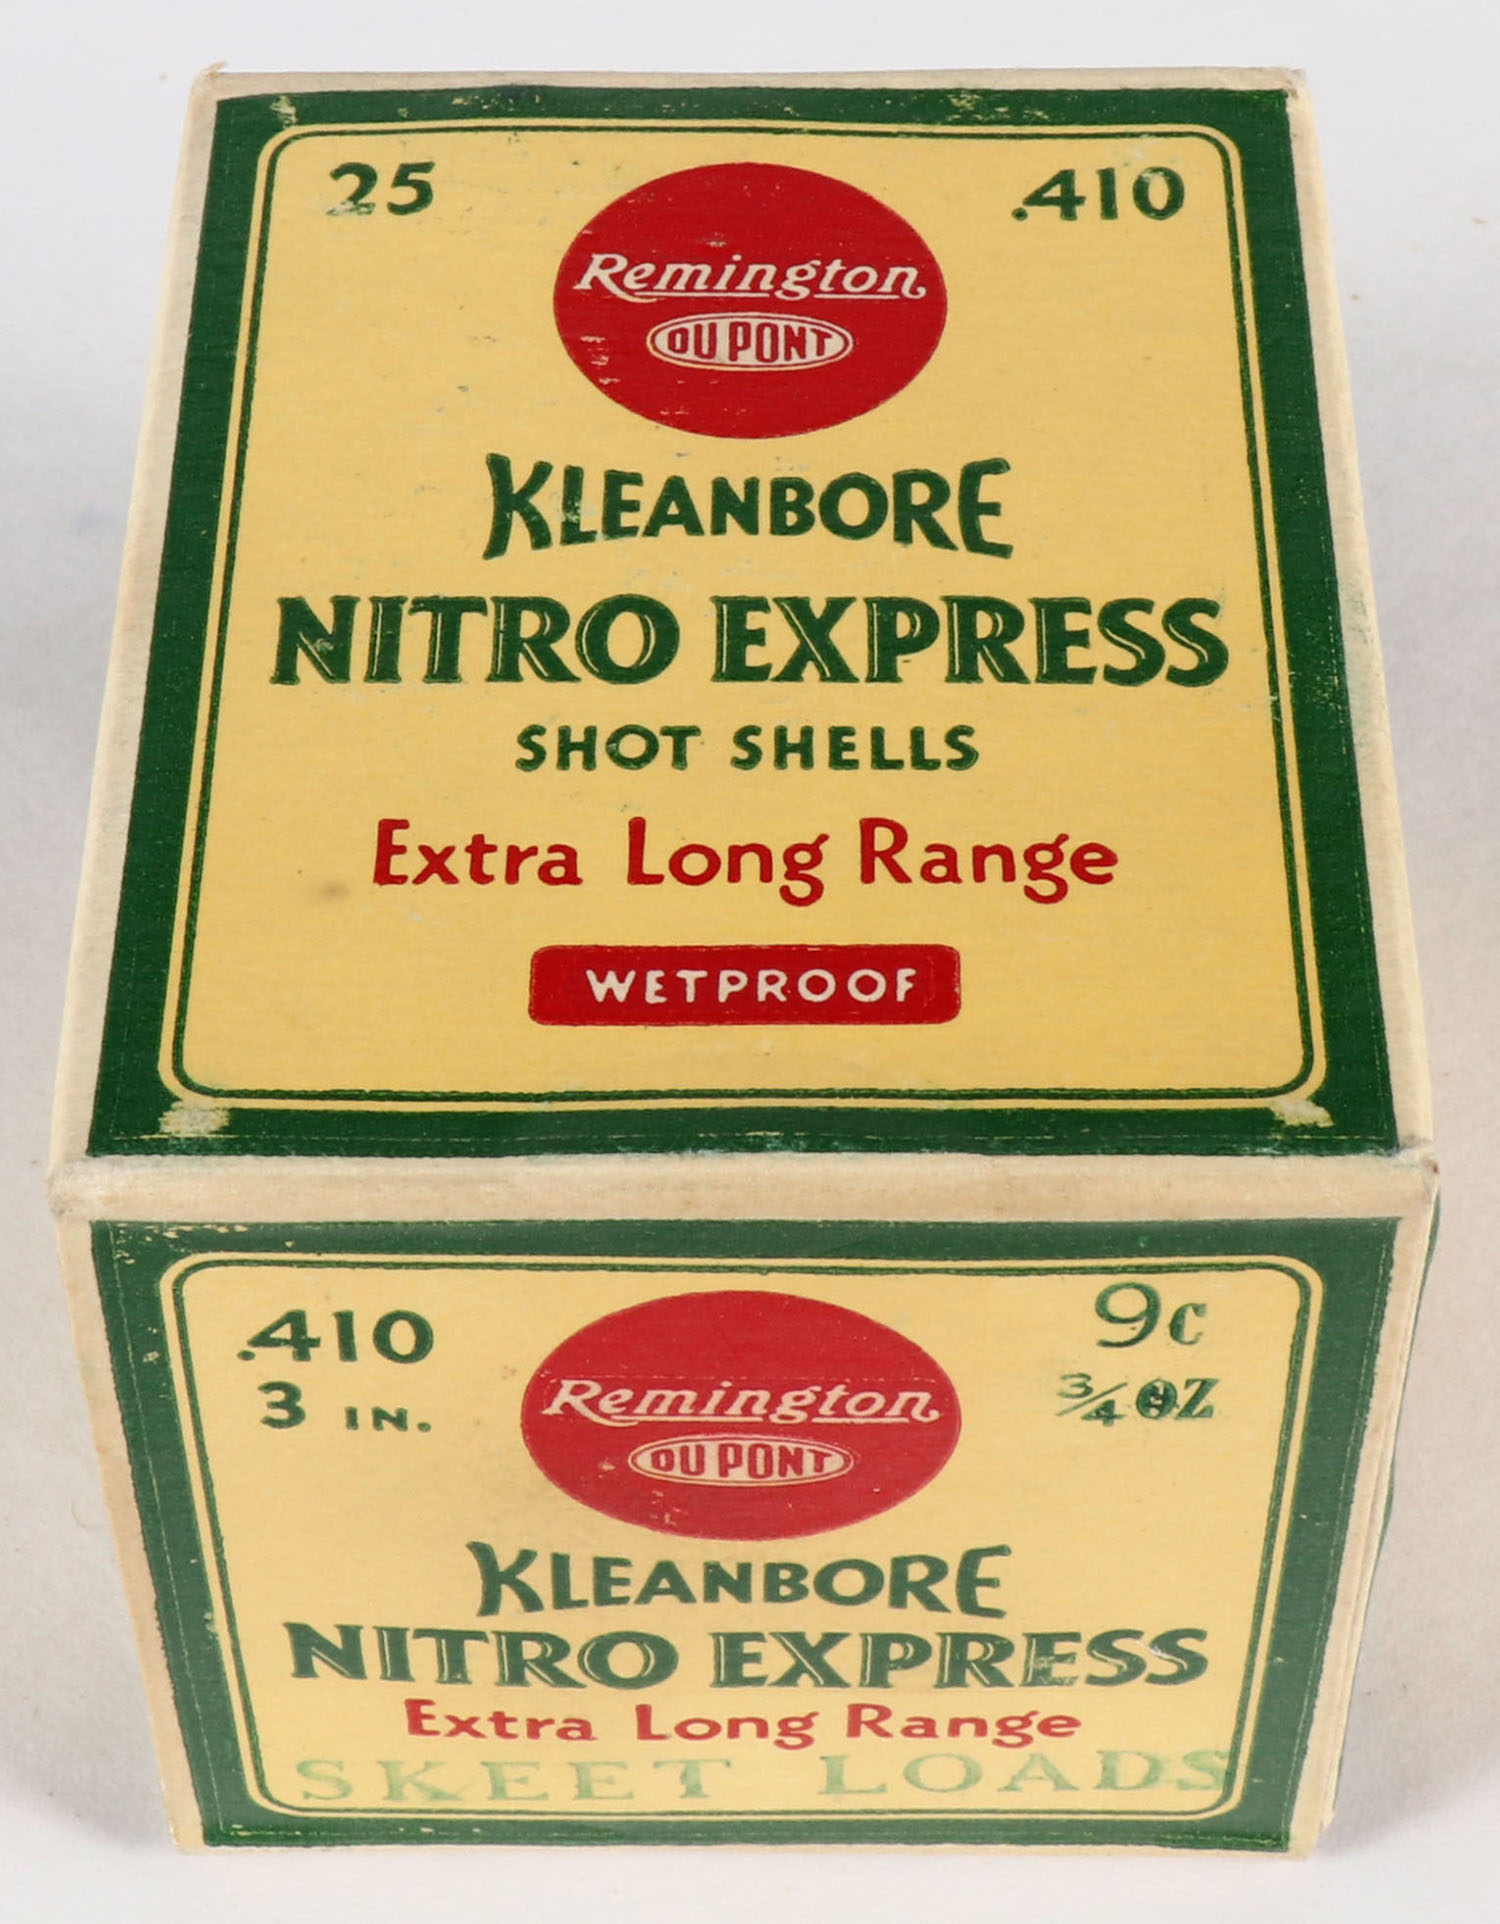 25 .410
Remington
DU PONT
KLEANBORE
NITRO EXPRESS
SHOT SHELLS
Extra Long Range
WETPROOF
.410 9c
3 IN. 3/4 OZ
Remington
DU PONT
KLEANBORE
NITRO EXPRESS
Extra Long Range
SKEET LOADS